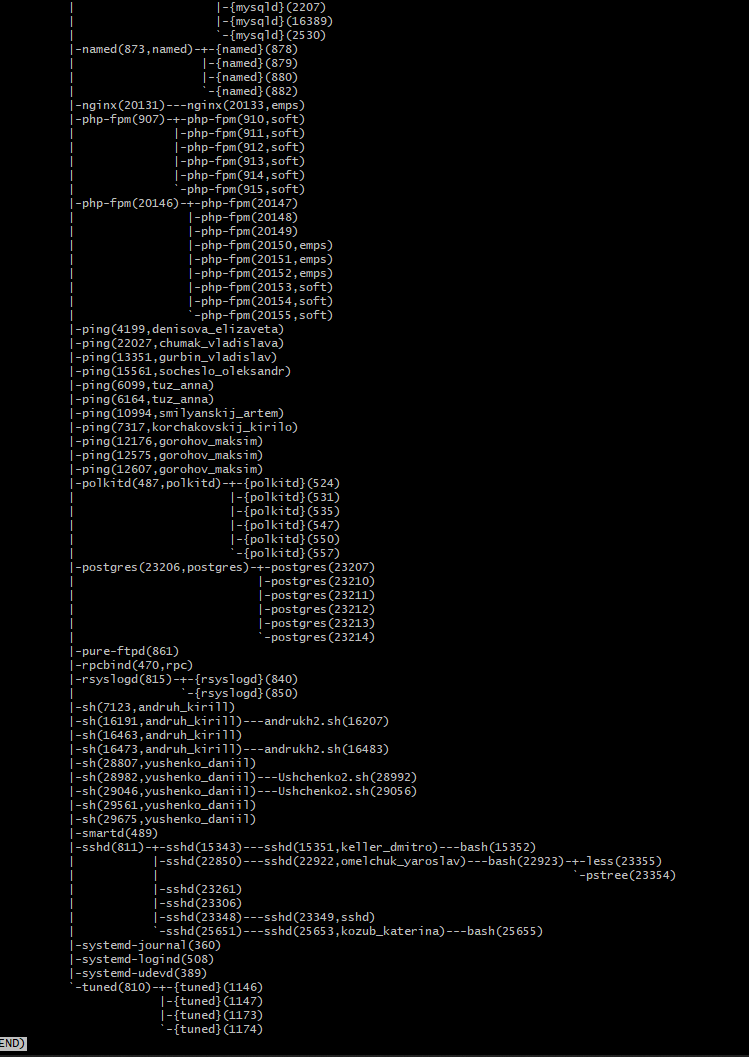 |                    |-{mysqld}(2207)
|                    |-{mysqld}(16389)
|                    `-{mysqld}(2530)
|-named(873,named)-+-{named}(878)
|                  |-{named}(879)
|                  |-{named}(880)
|                  `-{named}(882)
|-nginx(20131)---nginx(20133,emps)
|-php-fpm(907)-+-php-fpm(910,soft)
|              |-php-fpm(911,soft)
|              |-php-fpm(912,soft)
|              |-php-fpm(913,soft)
|              |-php-fpm(914,soft)
|              `-php-fpm(915,soft)
|-php-fpm(20146)-+-php-fpm(20147)
|                |-php-fpm(20148)
|                |-php-fpm(20149)
|                |-php-fpm(20150,emps)
|                |-php-fpm(20151,emps)
|                |-php-fpm(20152,emps)
|                |-php-fpm(20153,soft)
|                |-php-fpm(20154,soft)
|                `-php-fpm(20155,soft)
|-ping(4199,denisova_elizaveta)
|-ping(22027,chumak_vladislava)
|-ping(13351,gurbin_vladislav)
|-ping(15561,socheslo_oleksandr)
|-ping(6099,tuz_anna)
|-ping(6164,tuz_anna)
|-ping(10994,smilyanskij_artem)
|-ping(7317,korchakovskij_kirilo)
|-ping(12176,gorohov_maksim)
|-ping(12575,gorohov_maksim)
|-ping(12607,gorohov_maksim)
|-polkitd(487,polkitd)-+-{polkitd}(524)
|                      |-{polkitd}(531)
|                      |-{polkitd}(535)
|                      |-{polkitd}(547)
|                      |-{polkitd}(550)
|                      `-{polkitd}(557)
|-postgres(23206,postgres)-+-postgres(23207)
|                          |-postgres(23210)
|                          |-postgres(23211)
|                          |-postgres(23212)
|                          |-postgres(23213)
|                          `-postgres(23214)
|-pure-ftpd(861)
|-rpcbind(470,rpc)
|-rsyslogd(815)-+-{rsyslogd}(840)
|               `-{rsyslogd}(850)
|-sh(7123,andruh_kirill)
|-sh(16191,andruh_kirill)---andrukh2.sh(16207)
|-sh(16463,andruh_kirill)
|-sh(16473,andruh_kirill)---andrukh2.sh(16483)
|-sh(28807,yushenko_daniil)
|-sh(28982,yushenko_daniil)---Ushchenko2.sh(28992)
|-sh(29046,yushenko_daniil)---Ushchenko2.sh(29056)
|-sh(29561,yushenko_daniil)
|-sh(29675,yushenko_daniil)
|-smartd(489)
|-sshd(811)-+-sshd(15343)---sshd(15351,keller_dmitro)---bash(15352)
|           |-sshd(22850)---sshd(22922,omelchuk_yaroslav)---bash(22923)-+-less(23355)
|           |                                                           `-pstree(23354)
|           |-sshd(23261)
|           |-sshd(23306)
|           |-sshd(23348)---sshd(23349,sshd)
|           `-sshd(25651)---sshd(25653,kozub_katerina)---bash(25655)
|-systemd-journal(360)
|-systemd-logind(508)
|-systemd-udevd(389)
`-tuned(810)-+-{tuned}(1146)
             |-{tuned}(1147)
             |-{tuned}(1173)
             `-{tuned}(1174)
END)